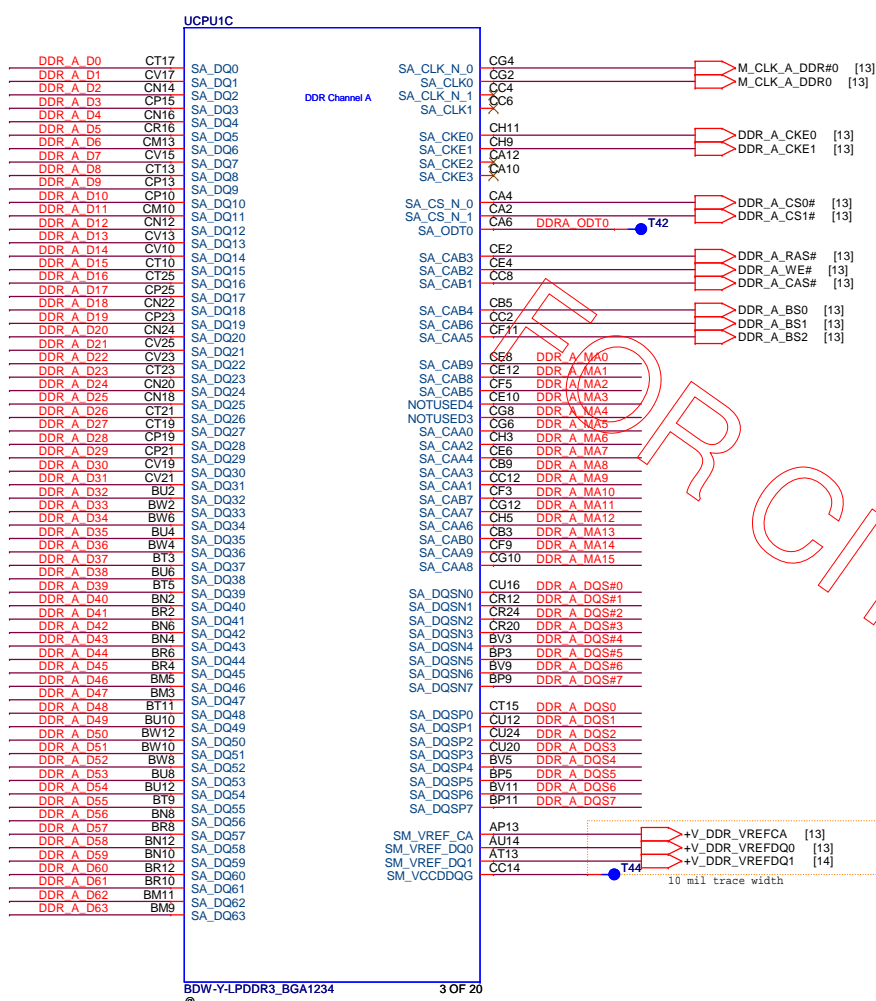 UCPU1C
DDR Channel A
DDR_A_D0 CT17 SA_DQ0 SA_CLK_N_0 CG4 M_CLK_A_DDR#0 [13]
DDR_A_D1 CV17 SA_DQ1 SA_CLK0 CG2 M_CLK_A_DDR0 [13]
DDR_A_D2 CN14 SA_DQ2 SA_CLK_N_1 CC4
DDR_A_D3 CP15 SA_DQ3 SA_CLK1 CC6
DDR_A_D4 CN16 SA_DQ4
DDR_A_D5 CR16 SA_DQ5 SA_CKE0 CH11 DDR_A_CKE0 [13]
DDR_A_D6 CM13 SA_DQ6 SA_CKE1 CH9 DDR_A_CKE1 [13]
DDR_A_D7 CV15 SA_DQ7 SA_CKE2 CA12
DDR_A_D8 CT13 SA_DQ8 SA_CKE3 CA10
DDR_A_D9 CP13 SA_DQ9
DDR_A_D10 CP10 SA_DQ10 SA_CS_N_0 CA4 DDR_A_CS0# [13]
DDR_A_D11 CM10 SA_DQ11 SA_CS_N_1 CA2 DDR_A_CS1# [13]
DDR_A_D12 CN12 SA_DQ12 SA_ODT0 CA6 DDRA_ODT0 T42
DDR_A_D13 CV13 SA_DQ13
DDR_A_D14 CV10 SA_DQ14 SA_CAB3 CE2 DDR_A_RAS# [13]
DDR_A_D15 CT10 SA_DQ15 SA_CAB2 CE4 DDR_A_WE# [13]
DDR_A_D16 CT25 SA_DQ16 SA_CAB1 CC8 DDR_A_CAS# [13]
DDR_A_D17 CP25 SA_DQ17
DDR_A_D18 CN22 SA_DQ18 SA_CAB4 CB5 DDR_A_BS0 [13]
DDR_A_D19 CP23 SA_DQ19 SA_CAB6 CC2 DDR_A_BS1 [13]
DDR_A_D20 CN24 SA_DQ20 SA_CAA5 CF11 DDR_A_BS2 [13]
DDR_A_D21 CV25 SA_DQ21
DDR_A_D22 CV23 SA_DQ22 SA_CAB9 CE8 DDR_A_MA0
DDR_A_D23 CT23 SA_DQ23 SA_CAB8 CE12 DDR_A_MA1
DDR_A_D24 CN20 SA_DQ24 SA_CAB5 CF5 DDR_A_MA2
DDR_A_D25 CN18 SA_DQ25 NOTUSED4 CE10 DDR_A_MA3
DDR_A_D26 CT21 SA_DQ26 NOTUSED3 CG8 DDR_A_MA4
DDR_A_D27 CT19 SA_DQ27 SA_CAA0 CG6 DDR_A_MA5
DDR_A_D28 CP19 SA_DQ28 SA_CAA2 CH3 DDR_A_MA6
DDR_A_D29 CP21 SA_DQ29 SA_CAA4 CE6 DDR_A_MA7
DDR_A_D30 CV19 SA_DQ30 SA_CAA3 CB9 DDR_A_MA8
DDR_A_D31 CV21 SA_DQ31 SA_CAA1 CC12 DDR_A_MA9
DDR_A_D32 BU2 SA_DQ32 SA_CAB7 CF3 DDR_A_MA10
DDR_A_D33 BW2 SA_DQ33 SA_CAA7 CG12 DDR_A_MA11
DDR_A_D34 BW6 SA_DQ34 SA_CAA6 CH5 DDR_A_MA12
DDR_A_D35 BU4 SA_DQ35 SA_CAB0 CB3 DDR_A_MA13
DDR_A_D36 BW4 SA_DQ36 SA_CAA9 CF9 DDR_A_MA14
DDR_A_D37 BT3 SA_DQ37 SA_CAA8 CG10 DDR_A_MA15
DDR_A_D38 BU6 SA_DQ38
DDR_A_D39 BT5 SA_DQ39 SA_DQSN0 CU16 DDR_A_DQS#0
DDR_A_D40 BN2 SA_DQ40 SA_DQSN1 CR12 DDR_A_DQS#1
DDR_A_D41 BR2 SA_DQ41 SA_DQSN2 CR24 DDR_A_DQS#2
DDR_A_D42 BN6 SA_DQ42 SA_DQSN3 CR20 DDR_A_DQS#3
DDR_A_D43 BN4 SA_DQ43 SA_DQSN4 BV3 DDR_A_DQS#4
DDR_A_D44 BR6 SA_DQ44 SA_DQSN5 BP3 DDR_A_DQS#5
DDR_A_D45 BR4 SA_DQ45 SA_DQSN6 BV9 DDR_A_DQS#6
DDR_A_D46 BM5 SA_DQ46 SA_DQSN7 BP9 DDR_A_DQS#7
DDR_A_D47 BM3 SA_DQ47
DDR_A_D48 BT11 SA_DQ48 SA_DQSP0 CT15 DDR_A_DQS0
DDR_A_D49 BU10 SA_DQ49 SA_DQSP1 CU12 DDR_A_DQS1
DDR_A_D50 BW12 SA_DQ50 SA_DQSP2 CU24 DDR_A_DQS2
DDR_A_D51 BW10 SA_DQ51 SA_DQSP3 CU20 DDR_A_DQS3
DDR_A_D52 BW8 SA_DQ52 SA_DQSP4 BV5 DDR_A_DQS4
DDR_A_D53 BU8 SA_DQ53 SA_DQSP5 BP5 DDR_A_DQS5
DDR_A_D54 BU12 SA_DQ54 SA_DQSP6 BV11 DDR_A_DQS6
DDR_A_D55 BT9 SA_DQ55 SA_DQSP7 BP11 DDR_A_DQS7
DDR_A_D56 BN8 SA_DQ56
DDR_A_D57 BR8 SA_DQ57 SM_VREF_CA AP13 +V_DDR_VREFCA [13]
DDR_A_D58 BN12 SA_DQ58 SM_VREF_DQ0 AU14 +V_DDR_VREFDQ0 [13]
DDR_A_D59 BN10 SA_DQ59 SM_VREF_DQ1 AT13 +V_DDR_VREFDQ1 [14]
DDR_A_D60 BR12 SA_DQ60 SM_VCCDDQG CC14 T44
DDR_A_D61 BR10 SA_DQ61
10 mil trace width
DDR_A_D62 BM11 SA_DQ62
DDR_A_D63 BM9 SA_DQ63
BDW-Y-LPDDR3_BGA1234 3 OF 20
@
FOR